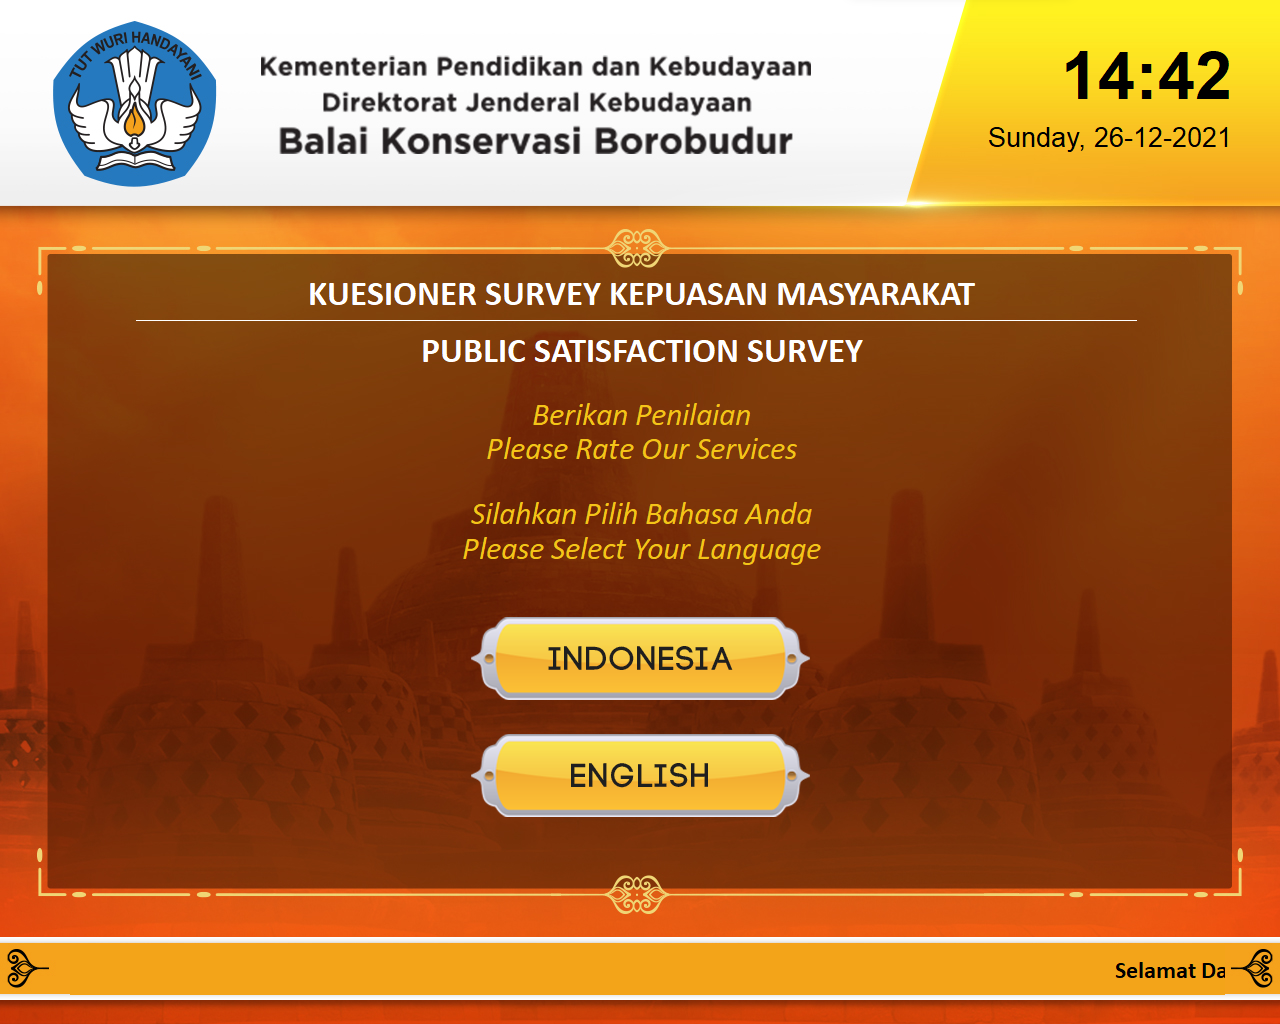 TUT WURI HANDAYANI
Kementerian Pendidikan dan Kebudayaan
Direktorat Jenderal Kebudayaan
Balai Konservasi Borobudur
14:42
Sunday, 26-12-2021
KUESIONER SURVEY KEPUASAN MASYARAKAT
PUBLIC SATISFACTION SURVEY
Berikan Penilaian
Please Rate Our Services
Silahkan Pilih Bahasa Anda
Please Select Your Language
INDONESIA
ENGLISH
Selamat Da